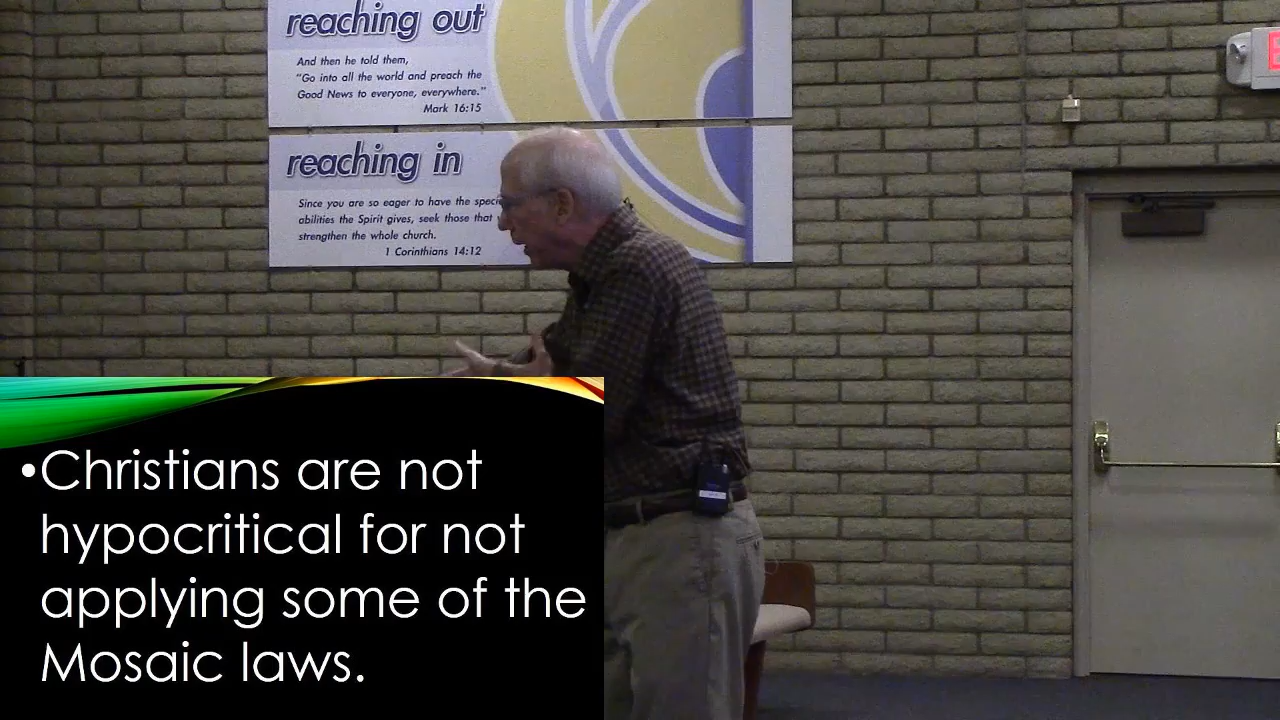 reaching out
And then he told them,
"Go into all the world and preach the
Good News to everyone, everywhere."
Mark 16:15
reaching in
Since you are so eager to have the
abilities the Spirit gives, seek those that
strengthen the whole church.
1 Corinthians 14:12
•Christians are not
hypocritical for not
applying some of the
Mosaic laws.